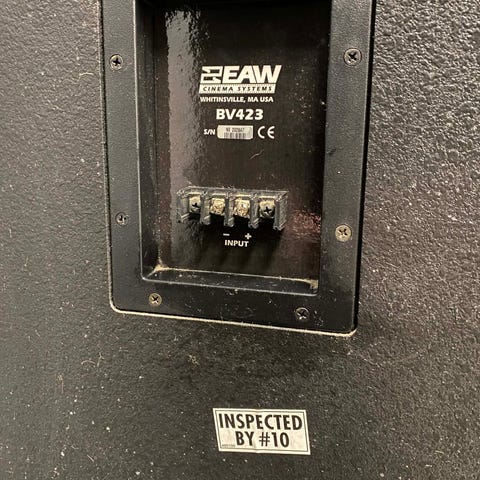 EAW
CINEMA SYSTEMS
WHITINSVILLE, MA USA
BV423
S/N CE
- +
INPUT
INSPECTED
BY #10